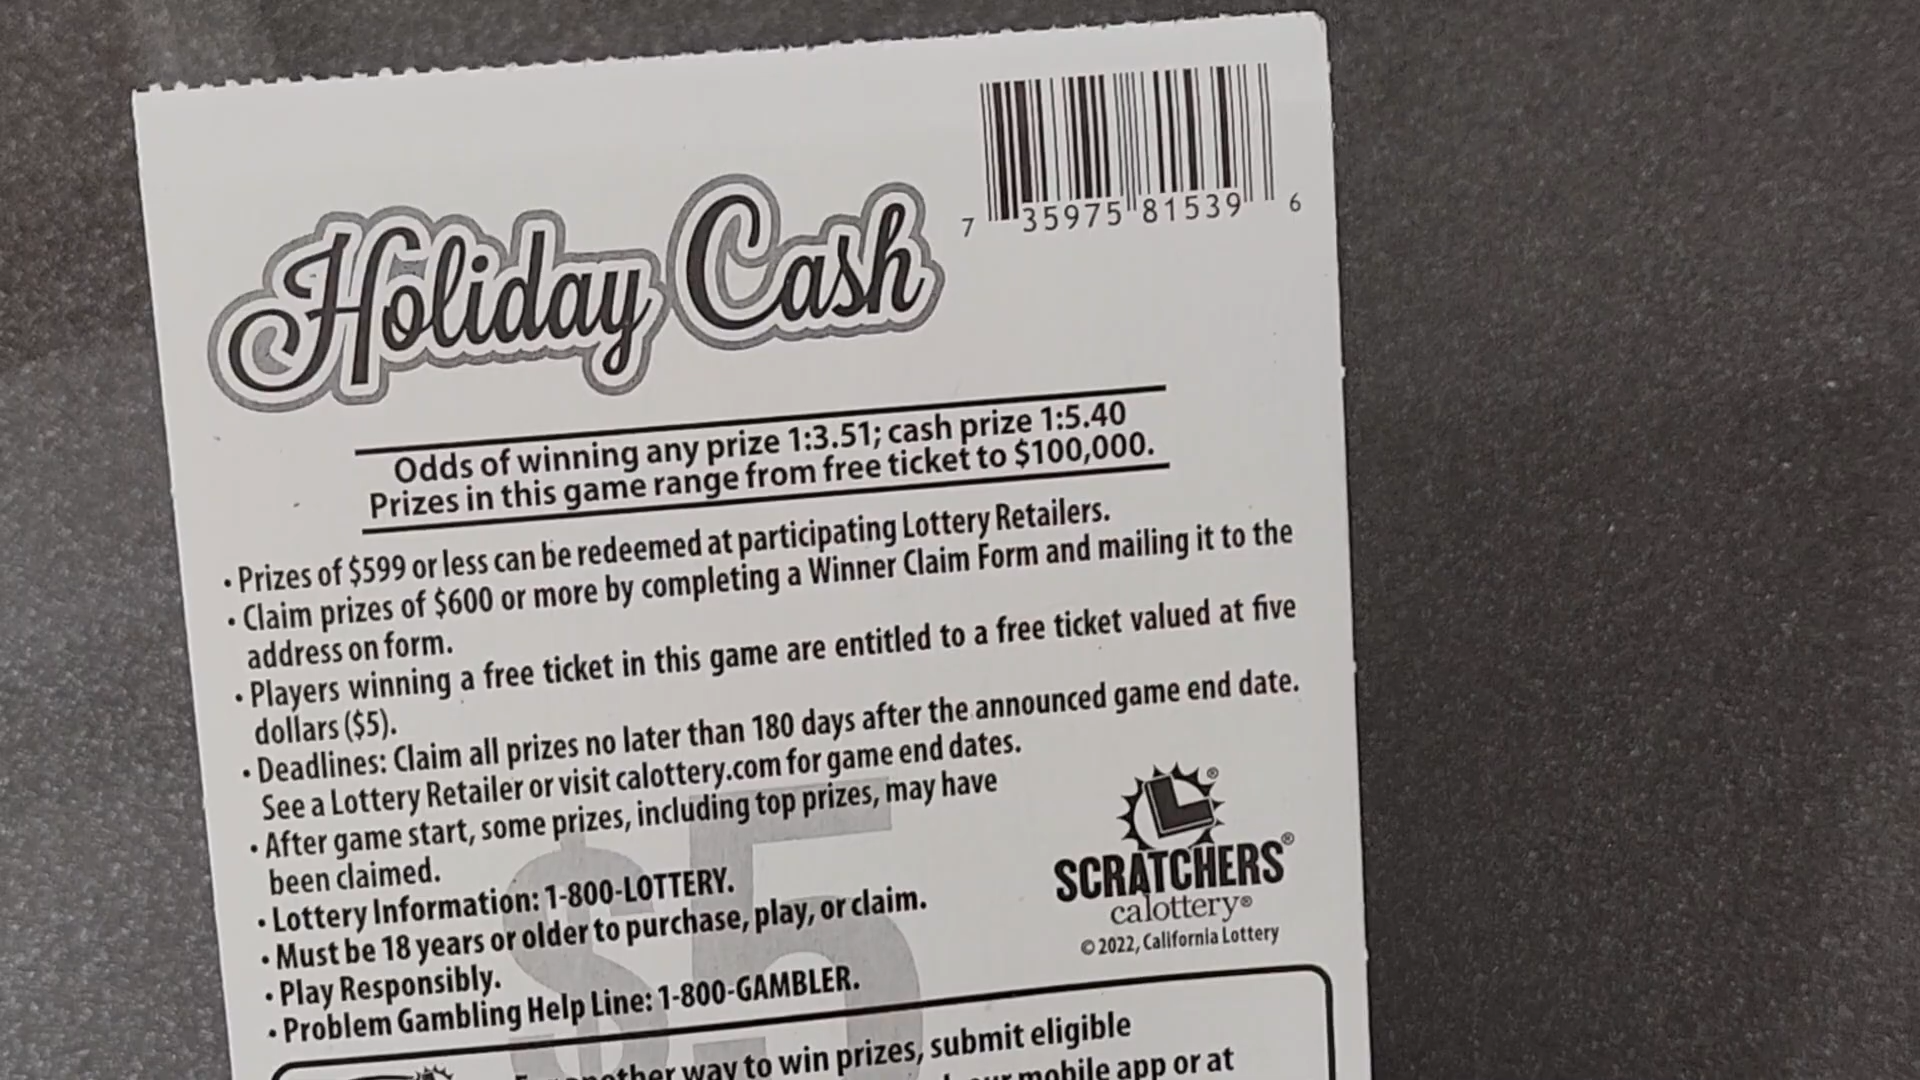 7 35975 81539 6
Holiday Cash
Odds of winning any prize 1:3.51; cash prize 1:5.40
Prizes in this game range from free ticket to $100,000.
• Prizes of $599 or less can be redeemed at participating Lottery Retailers.
• Claim prizes of $600 or more by completing a Winner Claim Form and mailing it to the
address on form.
• Players winning a free ticket in this game are entitled to a free ticket valued at five
dollars ($5).
• Deadlines: Claim all prizes no later than 180 days after the announced game end date.
See a Lottery Retailer or visit calottery.com for game end dates.
• After game start, some prizes, including top prizes, may have
been claimed.
• Lottery Information: 1-800-LOTTERY.
• Must be 18 years or older to purchase, play, or claim.
• Play Responsibly.
• Problem Gambling Help Line: 1-800-GAMBLER.
$5
L®
SCRATCHERS®
calottery®
© 2022, California Lottery
way to win prizes, submit eligible
mobile app or at